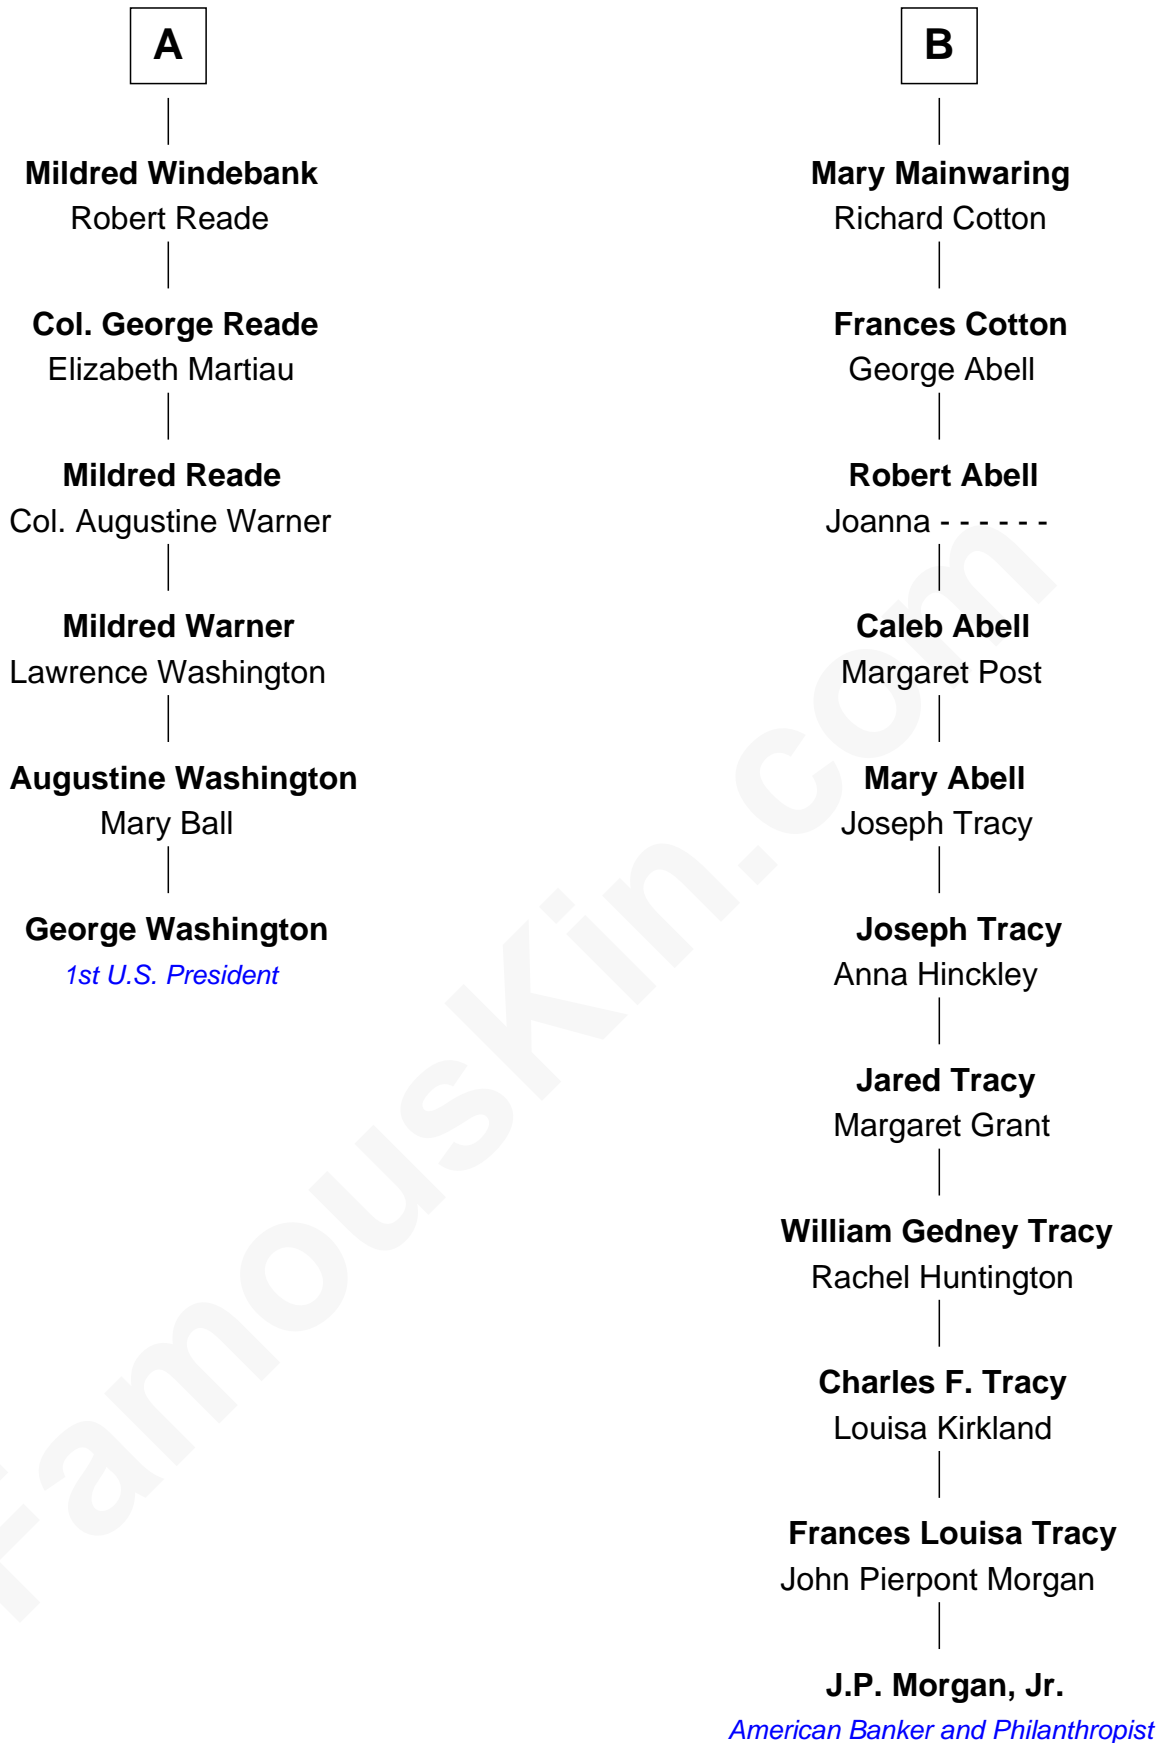 A
Mildred Windebank
Robert Reade
Col. George Reade
Elizabeth Martiau
Mildred Reade
Col. Augustine Warner
Mildred Warner
Lawrence Washington
Augustine Washington
Mary Ball
George Washington
1st U.S. President
B
Mary Mainwaring
Richard Cotton
Frances Cotton
George Abell
Robert Abell
Joanna - - - - - -
Caleb Abell
Margaret Post
Mary Abell
Joseph Tracy
Joseph Tracy
Anna Hinckley
Jared Tracy
Margaret Grant
William Gedney Tracy
Rachel Huntington
Charles F. Tracy
Louisa Kirkland
Frances Louisa Tracy
John Pierpont Morgan
J.P. Morgan, Jr.
American Banker and Philanthropist
FamousKin.com